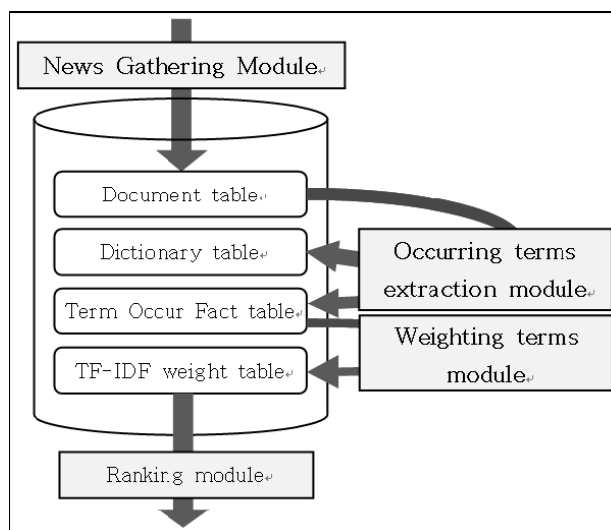 News Gathering Module
Document table
Dictionary table
Occurring terms
extraction module
Term Occur Fact table
Weighting terms
module
TF-IDF weight table
Ranking module